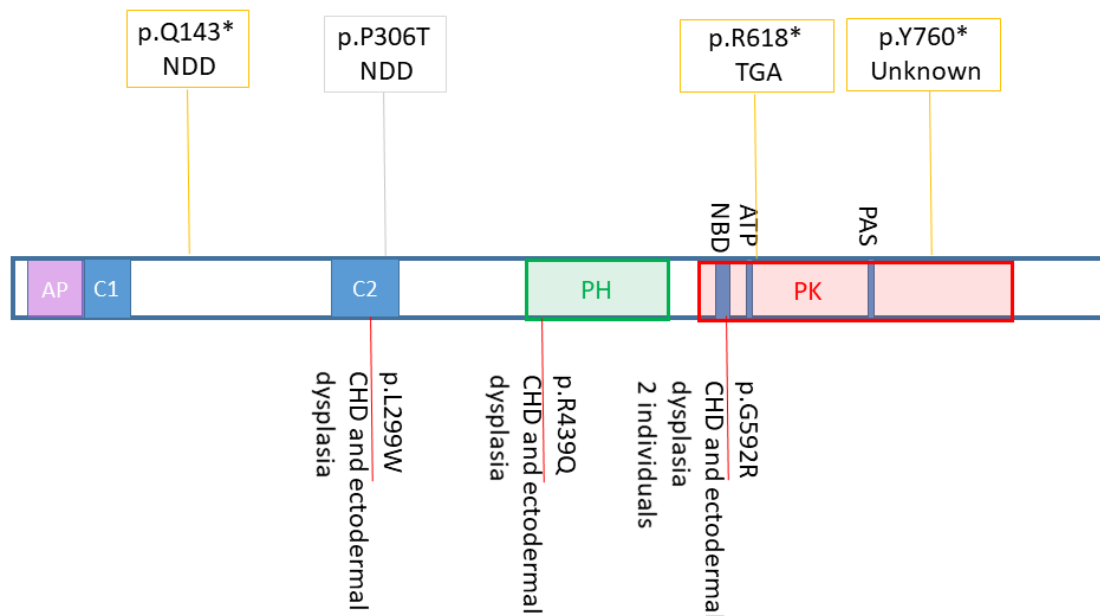 p.Q143*
NDD
p.P306T
NDD
p.R618*
TGA
p.Y760*
Unknown
NBD
ATP
PAS
AP
C1
C2
PH
PK
p.L299W
CHD and ectodermal
dysplasia
p.R439Q
CHD and ectodermal
dysplasia
p.G592R
CHD and ectodermal
dysplasia
2 individuals